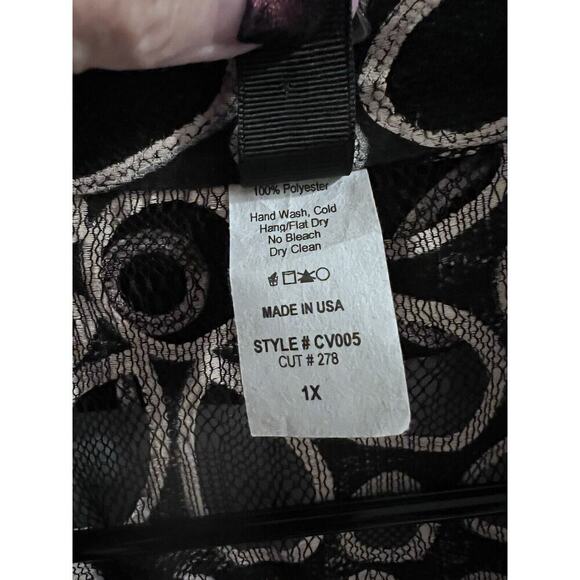 100% Polyester
Hand Wash, Cold
Hang/Flat Dry
No Bleach
Dry Clean
MADE IN USA
STYLE # CV005
CUT # 278
1X